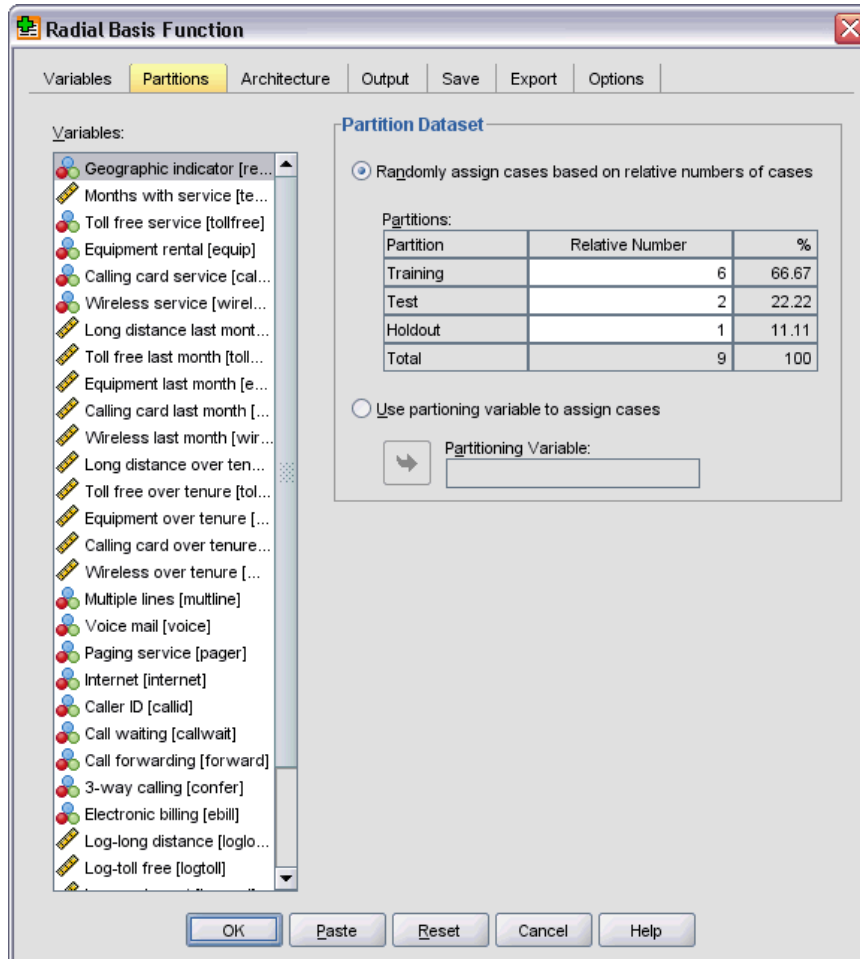 Radial Basis Function
Variables Partitions Architecture Output Save Export Options
Variables:
Geographic indicator [re...
Months with service [te...
Toll free service [tollfree]
Equipment rental [equip]
Calling card service [cal...
Wireless service [wirel...
Long distance last mont...
Toll free last month [toll...
Equipment last month [e...
Calling card last month [...
Wireless last month [wir...
Long distance over ten...
Toll free over tenure [tol...
Equipment over tenure [...
Calling card over tenure...
Wireless over tenure [...
Multiple lines [multline]
Voice mail [voice]
Paging service [pager]
Internet [internet]
Caller ID [callid]
Call waiting [callwait]
Call forwarding [forward]
3-way calling [confer]
Electronic billing [ebill]
Log-long distance [loglo...
Log-toll free [logtoll]
Partition Dataset
Randomly assign cases based on relative numbers of cases
Partitions:
Partition Relative Number %
Training 6 66.67
Test 2 22.22
Holdout 1 11.11
Total 9 100
Use partioning variable to assign cases
Partitioning Variable:
OK Paste Reset Cancel Help